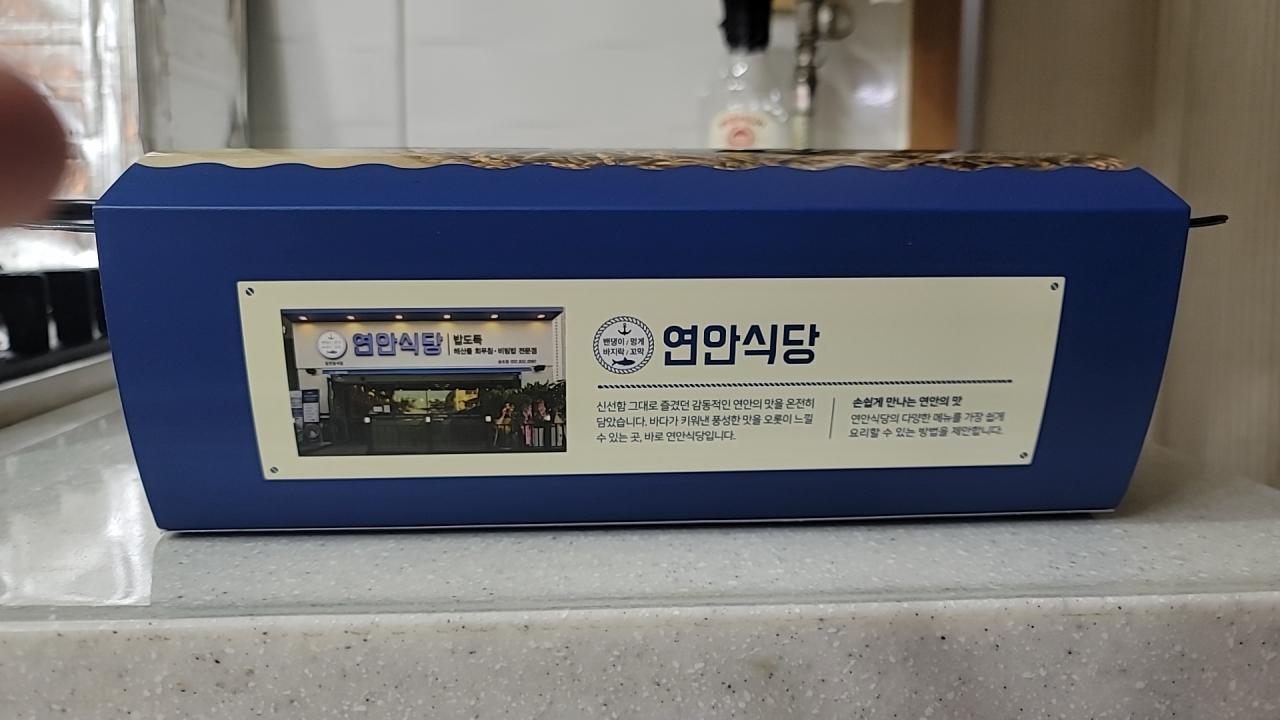 연안식당
밥도둑
해산물 회무침·비빔밥 전문점
밴댕이 / 멍게
바지락 / 꼬막
연안식당
신선함 그대로 즐겼던 감동적인 연안의 맛을 온전히
담았습니다. 바다가 키워낸 풍성한 맛을 오롯이 느낄
수 있는 곳, 바로 연안식당입니다.
손쉽게 만나는 연안의 맛
연안식당의 다양한 메뉴를 가장 쉽게
요리할 수 있는 방법을 제안합니다.